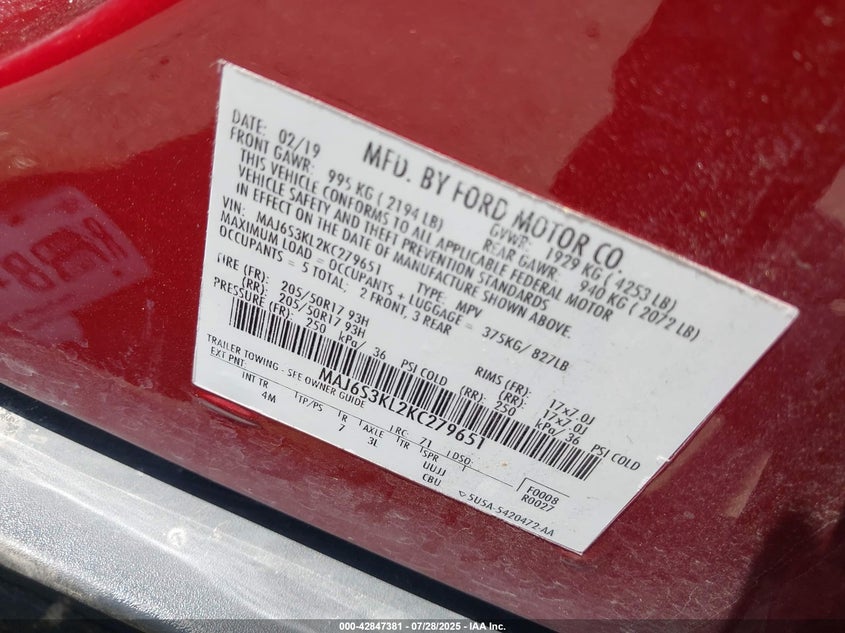 MFD. BY FORD MOTOR CO.
DATE: 02/19 GVWR: 1929 KG ( 4253 LB)
FRONT GAWR: 995 KG ( 2194 LB) REAR GAWR: 940 KG ( 2072 LB)
THIS VEHICLE CONFORMS TO ALL APPLICABLE FEDERAL MOTOR
VEHICLE SAFETY AND THEFT PREVENTION STANDARDS
IN EFFECT ON THE DATE OF MANUFACTURE SHOWN ABOVE.
VIN: MAJ6S3KL2KC279651 TYPE: MPV
MAXIMUM LOAD = OCCUPANTS + LUGGAGE = 375KG/ 827LB
OCCUPANTS = 5 TOTAL: 2 FRONT, 3 REAR
TIRE (FR): 205/50R17 93H RIMS (FR): 17x7.0J
(RR): 205/50R17 93H (RR): 17x7.0J
PRESSURE (FR): 250 kPa/ 36 PSI COLD (RR): 250 kPa/ 36 PSI COLD
MAJ6S3KL2KC279651
TRAILER TOWING - SEE OWNER GUIDE
EXT PNT: RC: 71 DSO:
INT TR TP/PS R AXLE TR SPR
4M 7 3L UUJJ
CBU
F0008
R0027
5U5A-5420472-AA
000-42847381 - 07/28/2025 - IAA Inc.